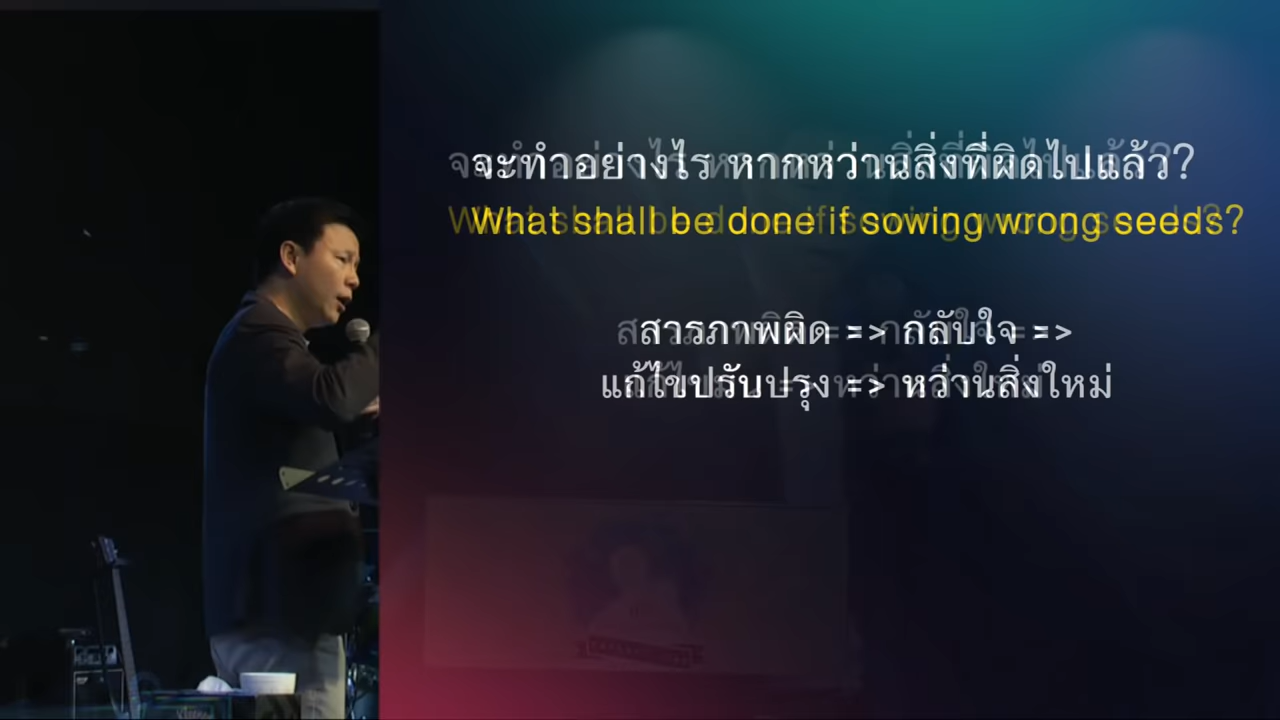 จะทำอย่างไร หากหว่านสิ่งที่ผิดไปแล้ว?
What shall be done if sowing wrong seeds?
สารภาพผิด => กลับใจ =>
แก้ไขปรับปรุง => หว่านสิ่งใหม่